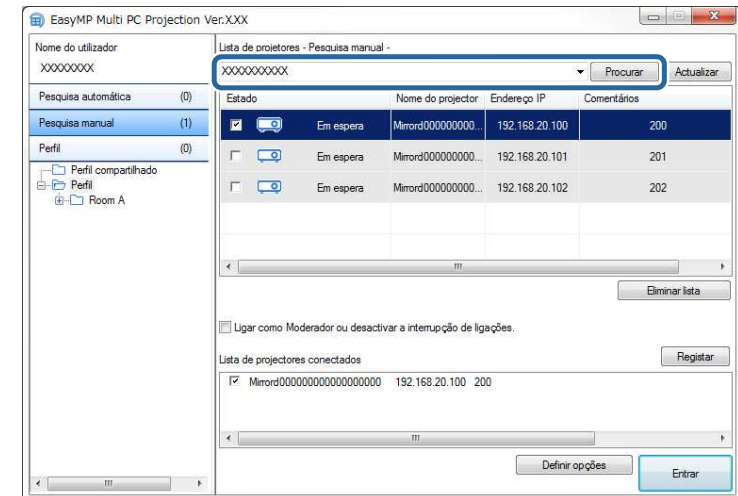 EasyMP Multi PC Projection Ver.XXX
Nome do utilizador
XXXXXXXX
Pesquisa automática (0)
Pesquisa manual (1)
Perfil (0)
Perfil compartilhado
Perfil
Room A
Lista de projetores - Pesquisa manual -
XXXXXXXXXX Procurar Actualizar
Estado Nome do projector Endereço IP Comentários
Em espera Mirrord000000000... 192.168.20.100 200
Em espera Mirrord000000000... 192.168.20.101 201
Em espera Mirrord000000000... 192.168.20.102 202
Eliminar lista
Ligar como Moderador ou desactivar a interrupção de ligações.
Lista de projectores conectados Registar
Mirrord000000000000000000 192.168.20.100 200
Definir opções Entrar